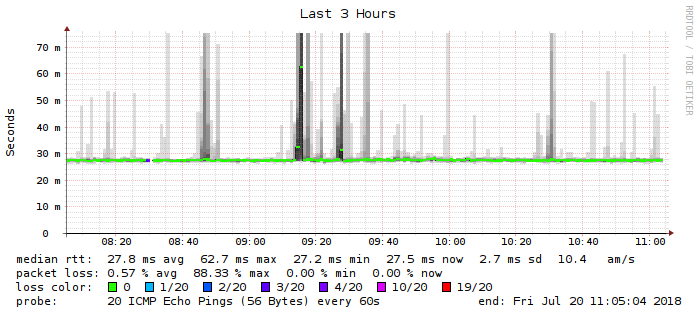 Last 3 Hours
RRDTOOL / TOBI OETIKER
Seconds
70 m
60 m
50 m
40 m
30 m
20 m
10 m
0
08:20 08:40 09:00 09:20 09:40 10:00 10:20 10:40 11:00
median rtt: 27.8 ms avg 62.7 ms max 27.2 ms min 27.5 ms now 2.7 ms sd 10.4 am/s
packet loss: 0.57 % avg 88.33 % max 0.00 % min 0.00 % now
loss color: 0 1/20 2/20 3/20 4/20 10/20 19/20
probe: 20 ICMP Echo Pings (56 Bytes) every 60s end: Fri Jul 20 11:05:04 2018